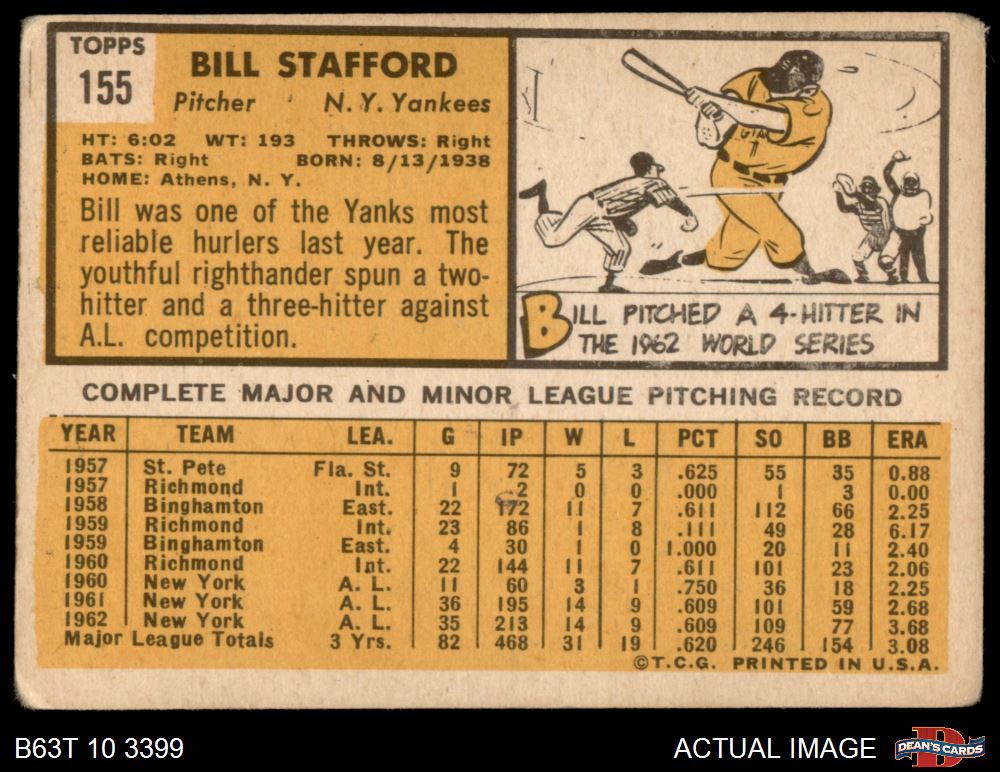 TOPPS
155
BILL STAFFORD
Pitcher · N. Y. Yankees
HT: 6:02 WT: 193 THROWS: Right
BATS: Right BORN: 8/13/1938
HOME: Athens, N. Y.
Bill was one of the Yanks most
reliable hurlers last year. The
youthful righthander spun a two-
hitter and a three-hitter against
A.L. competition.
GIA
BILL PITCHED A 4-HITTER IN
THE 1962 WORLD SERIES
COMPLETE MAJOR AND MINOR LEAGUE PITCHING RECORD
YEAR TEAM LEA. G IP W L PCT SO BB ERA
1957 St. Pete Fla. St. 9 72 5 3 .625 55 35 0.88
1957 Richmond Int. 1 2 0 0 .000 1 3 0.00
1958 Binghamton East. 22 172 11 7 .611 112 66 2.25
1959 Richmond Int. 23 86 1 8 .111 49 28 6.17
1959 Binghamton East. 4 30 1 0 1.000 20 11 2.40
1960 Richmond Int. 22 144 11 7 .611 101 23 2.06
1960 New York A. L. 11 60 3 1 .750 36 18 2.25
1961 New York A. L. 36 195 14 9 .609 101 59 2.68
1962 New York A. L. 35 213 14 9 .609 109 77 3.68
Major League Totals 3 Yrs. 82 468 31 19 .620 246 154 3.08
©T.C.G. PRINTED IN U.S.A.
B63T 10 3399
ACTUAL IMAGE
DEAN'S CARDS